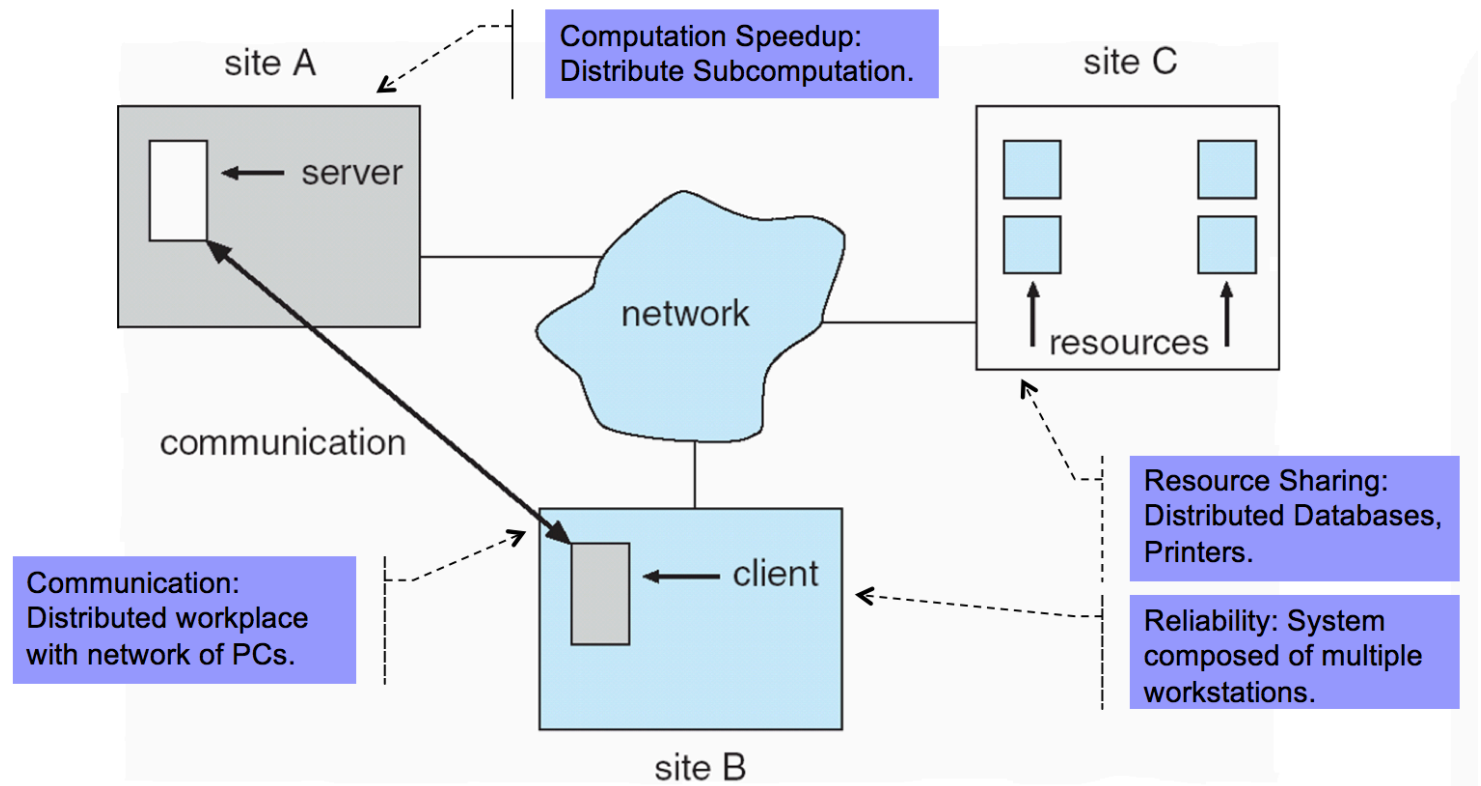 Computation Speedup:
Distribute Subcomputation.
site A
site C
server
network
resources
communication
Resource Sharing:
Distributed Databases,
Printers.
Communication:
Distributed workplace
with network of PCs.
client
Reliability: System
composed of multiple
workstations.
site B